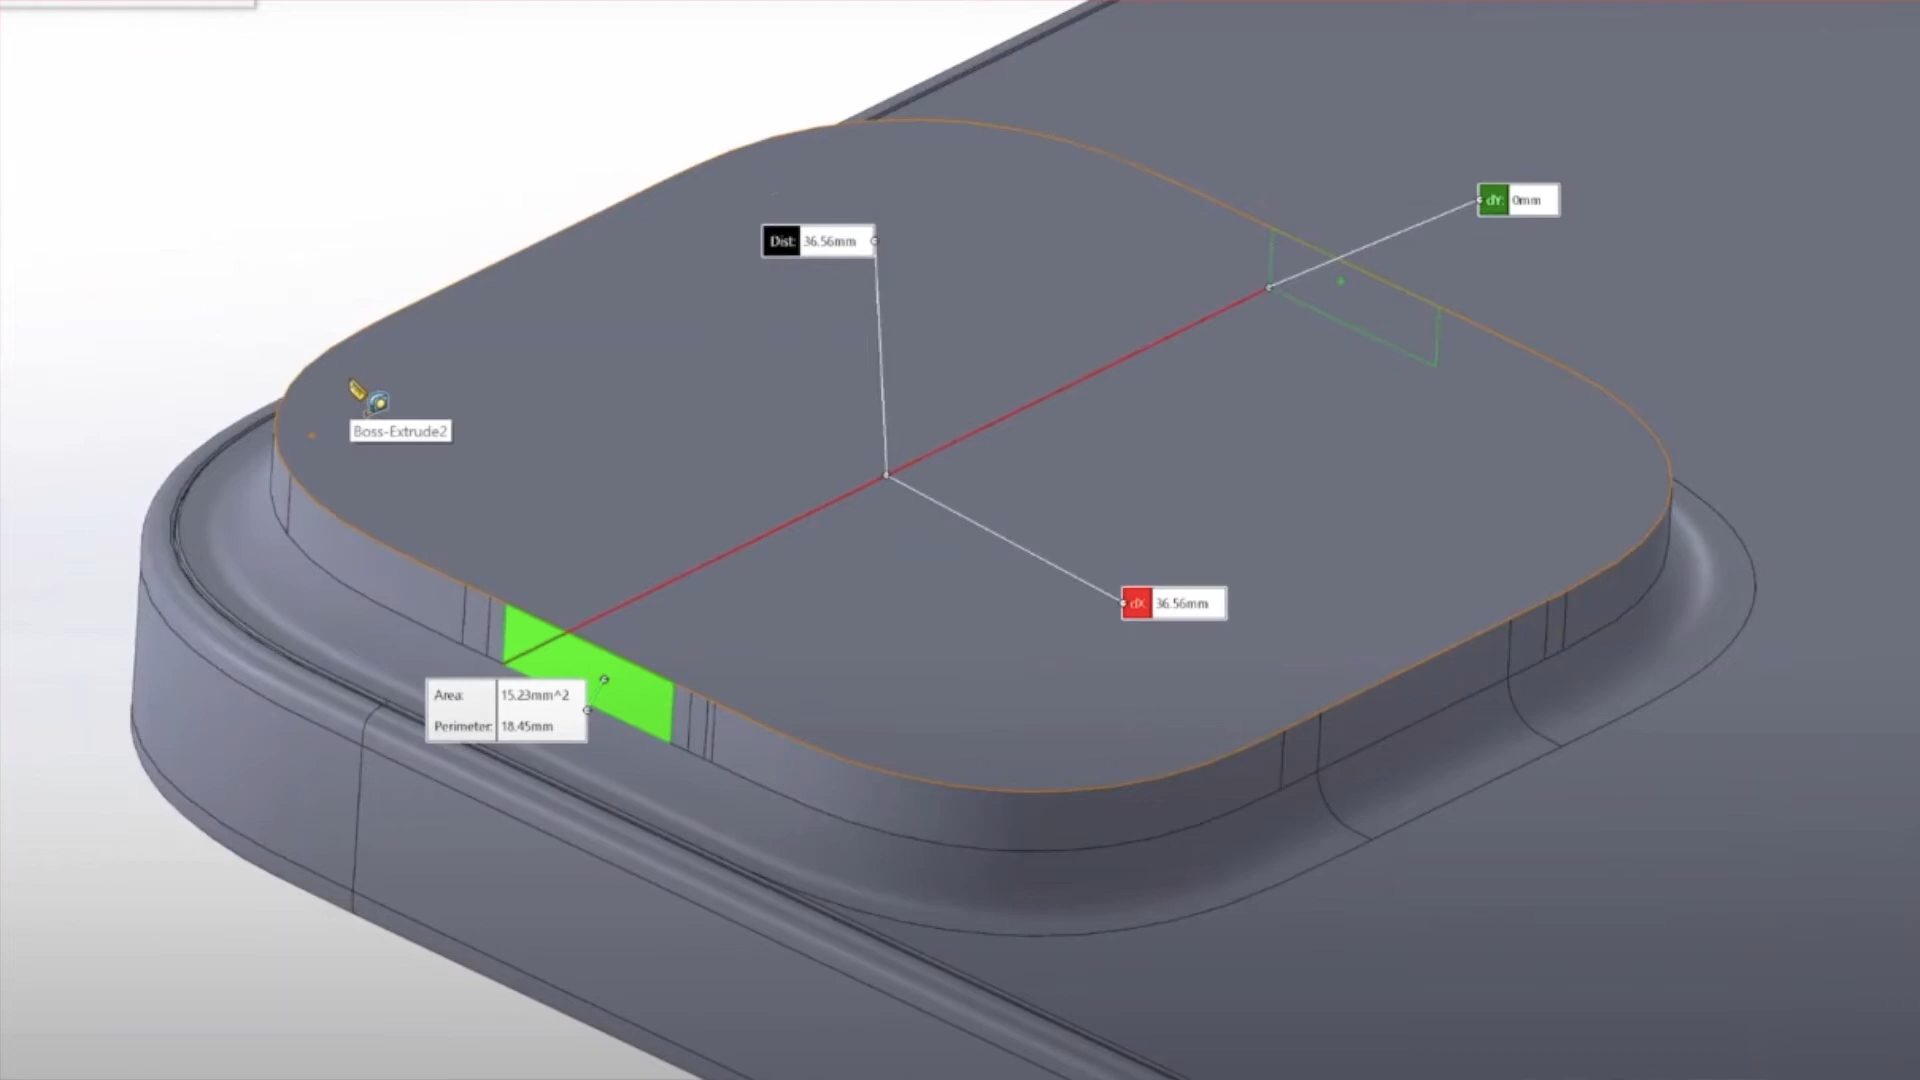 dY: 0mm
Dist: 36.56mm
Boss-Extrude2
dX: 36.56mm
Area: 15.23mm^2
Perimeter: 18.45mm